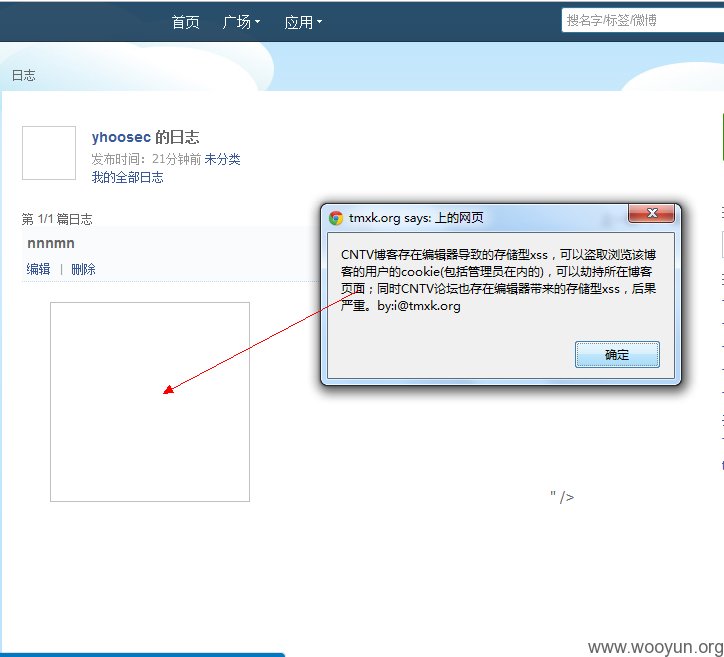 首页 广场 应用 搜名字/标签/微博
日志
yhoosec 的日志
发布时间：21分钟前 未分类
我的全部日志
第 1/1 篇日志
nnnmn
编辑 | 删除
tmxk.org says: 上的网页
CNTV博客存在编辑器导致的存储型xss，可以盗取浏览该博
客的用户的cookie(包括管理员在内的)，可以劫持所在博客
页面；同时CNTV论坛也存在编辑器带来的存储型xss，后果
严重。by:i@tmxk.org
确定
" />
www.wooyun.org